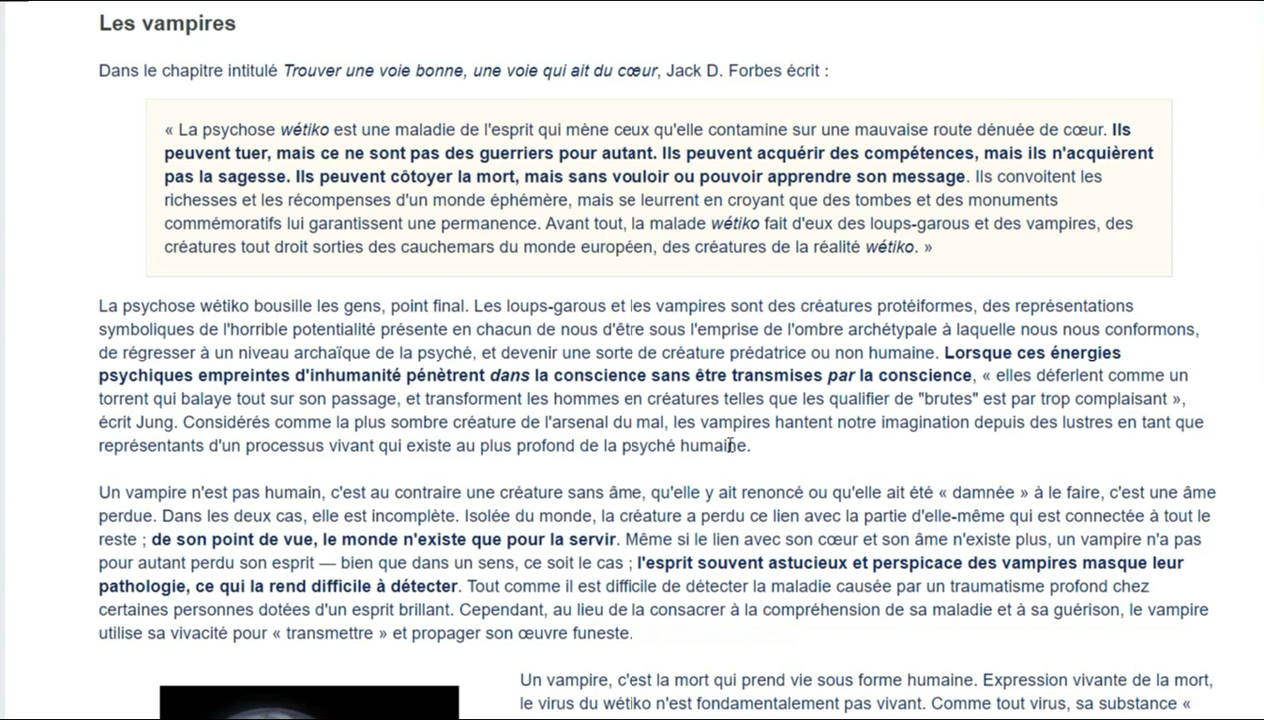 Les vampires
Dans le chapitre intitulé Trouver une voie bonne, une voie qui ait du cœur, Jack D. Forbes écrit :
« La psychose wétiko est une maladie de l'esprit qui mène ceux qu'elle contamine sur une mauvaise route dénuée de cœur. Ils
peuvent tuer, mais ce ne sont pas des guerriers pour autant. Ils peuvent acquérir des compétences, mais ils n'acquièrent
pas la sagesse. Ils peuvent côtoyer la mort, mais sans vouloir ou pouvoir apprendre son message. Ils convoitent les
richesses et les récompenses d'un monde éphémère, mais se leurrent en croyant que des tombes et des monuments
commémoratifs lui garantissent une permanence. Avant tout, la malade wétiko fait d'eux des loups-garous et des vampires, des
créatures tout droit sorties des cauchemars du monde européen, des créatures de la réalité wétiko. »
La psychose wétiko bousille les gens, point final. Les loups-garous et les vampires sont des créatures protéiformes, des représentations
symboliques de l'horrible potentialité présente en chacun de nous d'être sous l'emprise de l'ombre archétypale à laquelle nous nous conformons,
de régresser à un niveau archaïque de la psyché, et devenir une sorte de créature prédatrice ou non humaine. Lorsque ces énergies
psychiques empreintes d'inhumanité pénètrent dans la conscience sans être transmises par la conscience, « elles déferlent comme un
torrent qui balaye tout sur son passage, et transforment les hommes en créatures telles que les qualifier de "brutes" est par trop complaisant »,
écrit Jung. Considérés comme la plus sombre créature de l'arsenal du mal, les vampires hantent notre imagination depuis des lustres en tant que
représentants d'un processus vivant qui existe au plus profond de la psyché humaine.
Un vampire n'est pas humain, c'est au contraire une créature sans âme, qu'elle y ait renoncé ou qu'elle ait été « damnée » à le faire, c'est une âme
perdue. Dans les deux cas, elle est incomplète. Isolée du monde, la créature a perdu ce lien avec la partie d'elle-même qui est connectée à tout le
reste ; de son point de vue, le monde n'existe que pour la servir. Même si le lien avec son cœur et son âme n'existe plus, un vampire n'a pas
pour autant perdu son esprit — bien que dans un sens, ce soit le cas ; l'esprit souvent astucieux et perspicace des vampires masque leur
pathologie, ce qui la rend difficile à détecter. Tout comme il est difficile de détecter la maladie causée par un traumatisme profond chez
certaines personnes dotées d'un esprit brillant. Cependant, au lieu de la consacrer à la compréhension de sa maladie et à sa guérison, le vampire
utilise sa vivacité pour « transmettre » et propager son œuvre funeste.
Un vampire, c'est la mort qui prend vie sous forme humaine. Expression vivante de la mort,
le virus du wétiko n'est fondamentalement pas vivant. Comme tout virus, sa substance «